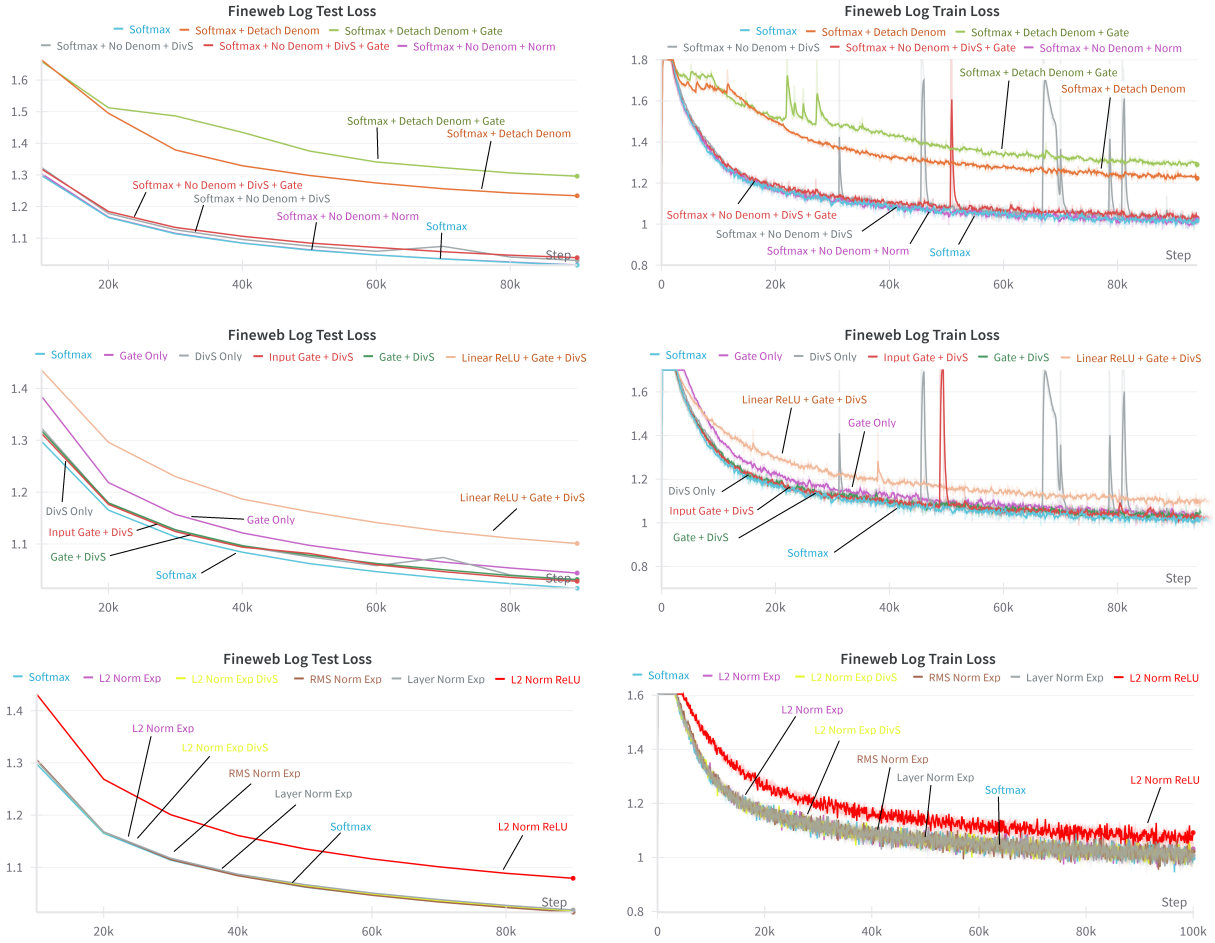 Fineweb Log Test Loss
Softmax Softmax + Detach Denom Softmax + Detach Denom + Gate
Softmax + No Denom + DivS Softmax + No Denom + DivS + Gate Softmax + No Denom + Norm
1.6
1.5
1.4
1.3
1.2
1.1
Softmax + Detach Denom + Gate
Softmax + Detach Denom
Softmax + No Denom + DivS + Gate
Softmax + No Denom + DivS
Softmax + No Denom + Norm
Softmax
Step
20k 40k 60k 80k
Fineweb Log Train Loss
Softmax Softmax + Detach Denom Softmax + Detach Denom + Gate
Softmax + No Denom + DivS Softmax + No Denom + DivS + Gate Softmax + No Denom + Norm
1.8
1.6
1.4
1.2
1
0.8
Softmax + Detach Denom + Gate
Softmax + Detach Denom
Softmax + No Denom + DivS + Gate
Softmax + No Denom + DivS
Softmax + No Denom + Norm
Softmax
Step
0 20k 40k 60k 80k
Fineweb Log Test Loss
Softmax Gate Only DivS Only Input Gate + DivS Gate + DivS Linear ReLU + Gate + DivS
1.4
1.3
1.2
1.1
Linear ReLU + Gate + DivS
DivS Only
Gate Only
Input Gate + DivS
Gate + DivS
Softmax
Step
20k 40k 60k 80k
Fineweb Log Train Loss
Softmax Gate Only DivS Only Input Gate + DivS Gate + DivS Linear ReLU + Gate + DivS
1.6
1.4
1.2
1
0.8
Linear ReLU + Gate + DivS
Gate Only
DivS Only
Input Gate + DivS
Gate + DivS
Softmax
Step
0 20k 40k 60k 80k
Fineweb Log Test Loss
Softmax L2 Norm Exp L2 Norm Exp DivS RMS Norm Exp Layer Norm Exp L2 Norm ReLU
1.4
1.3
1.2
1.1
L2 Norm Exp
L2 Norm Exp DivS
RMS Norm Exp
Layer Norm Exp
Softmax
L2 Norm ReLU
Step
20k 40k 60k 80k
Fineweb Log Train Loss
Softmax L2 Norm Exp L2 Norm Exp DivS RMS Norm Exp Layer Norm Exp L2 Norm ReLU
1.6
1.4
1.2
1
0.8
L2 Norm Exp
L2 Norm Exp DivS
RMS Norm Exp
Layer Norm Exp
Softmax
L2 Norm ReLU
Step
0 20k 40k 60k 80k 100k